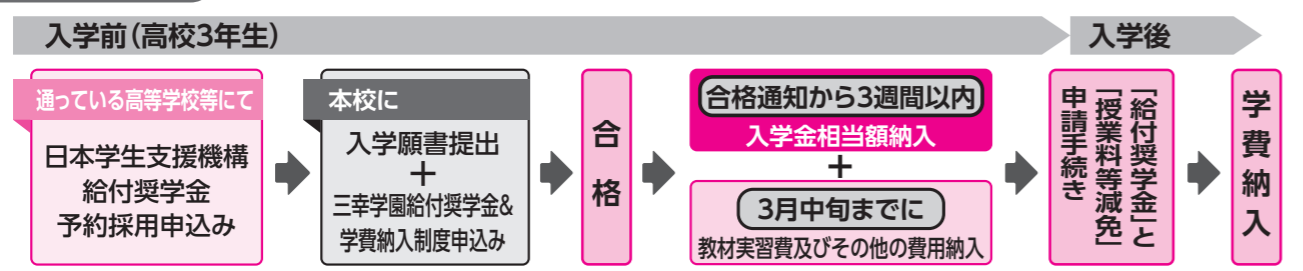 入学前(高校3年生)
入学後
通っている高等学校等にて
日本学生支援機構
給付奨学金
予約採用申込み
本校に
入学願書提出
+
三幸学園給付奨学金&
学費納入制度申込み
合格
合格通知から3週間以内
入学金相当額納入
+
3月中旬までに
教材実習費及びその他の費用納入
「給付奨学金」と
「授業料等減免」
申請手続き
学費納入